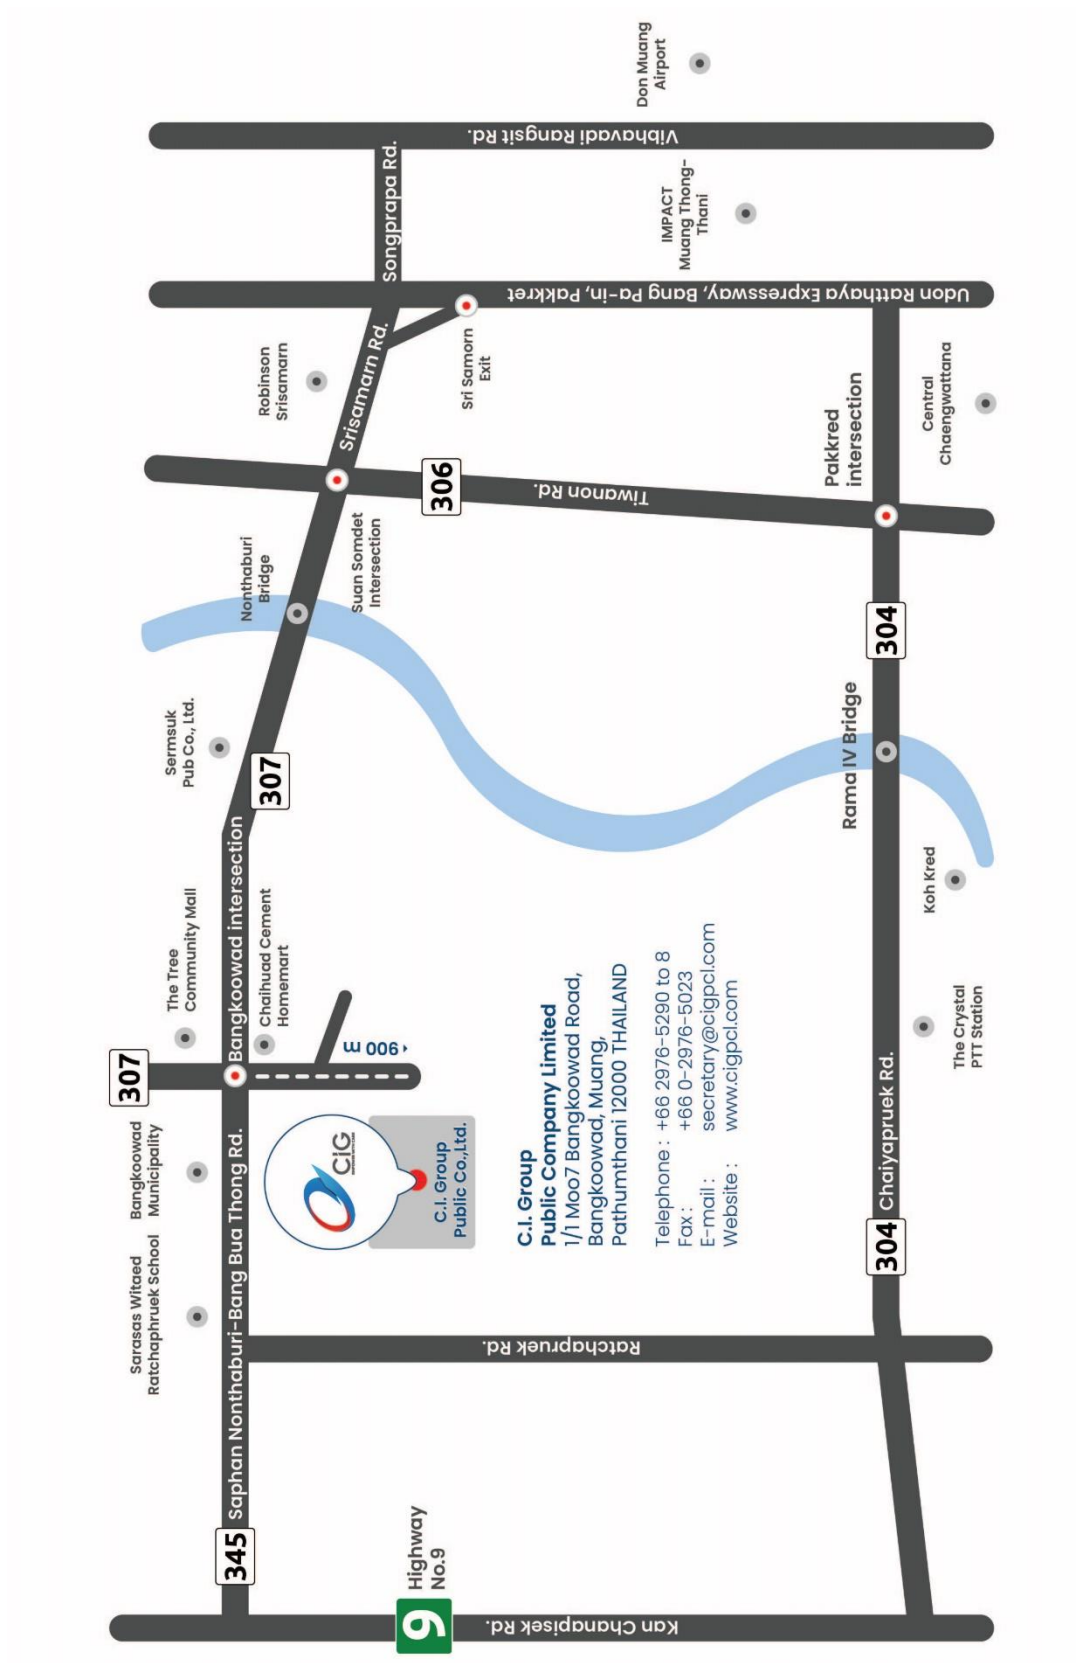 307
The Tree
Community Mall
Bangkoowad
Municipality
Sarasas Witaed
Ratchaphruek School
Sermsuk
Pub Co., Ltd.
Nonthaburi
Bridge
Robinson
Srisamarn
345
Saphan Nonthaburi-Bang Bua Thong Rd.
Bangkoowad intersection
307
Srisamarn Rd.
Songprapa Rd.
Chaihuad Cement
Homemart
900 m
Suan Somdet
Intersection
306
Sri Samorn
Exit
CiG
C.I. Group
Public Co.,Ltd.
9
Highway
No.9
Kan Chanapisek Rd.
Ratchapruek Rd.
Tiwanon Rd.
Udon Ratthaya Expressway, Bang Pa-in, Pakkret
Vibhavadi Rangsit Rd.
C.I. Group
Public Company Limited
1/1 Moo7 Bangkoowad Road,
Bangkoowad, Muang,
Pathumthani 12000 THAILAND
Telephone : +66 2976-5290 to 8
Fax : +66 0-2976-5023
E-mail : secretary@cigpcl.com
Website : www.cigpcl.com
Don Muang
Airport
IMPACT
Muang Thong-
Thani
Pakkred
intersection
Rama IV Bridge
304
Chaiyapruek Rd.
304
Central
Chaengwattana
Koh Kred
The Crystal
PTT Station